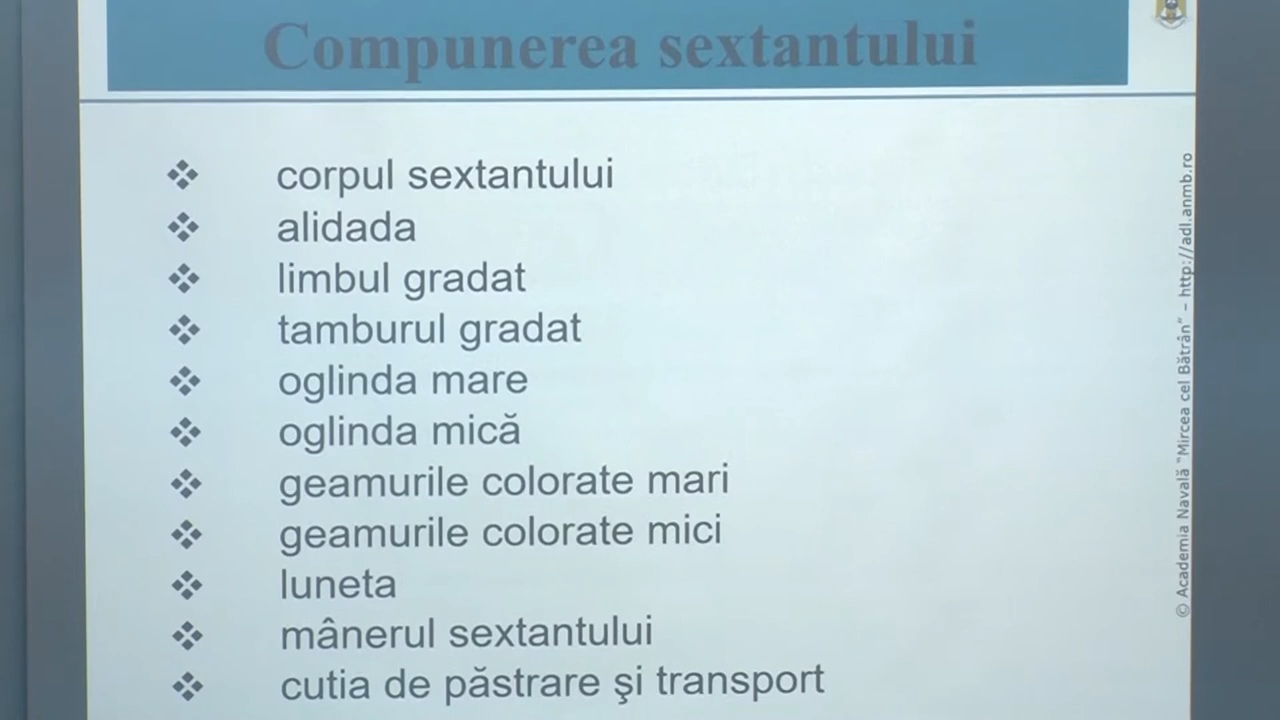 Compunerea sextantului
❖ corpul sextantului
❖ alidada
❖ limbul gradat
❖ tamburul gradat
❖ oglinda mare
❖ oglinda mică
❖ geamurile colorate mari
❖ geamurile colorate mici
❖ luneta
❖ mânerul sextantului
❖ cutia de păstrare şi transport
© Academia Navală "Mircea cel Bătrân" – http://adl.anmb.ro